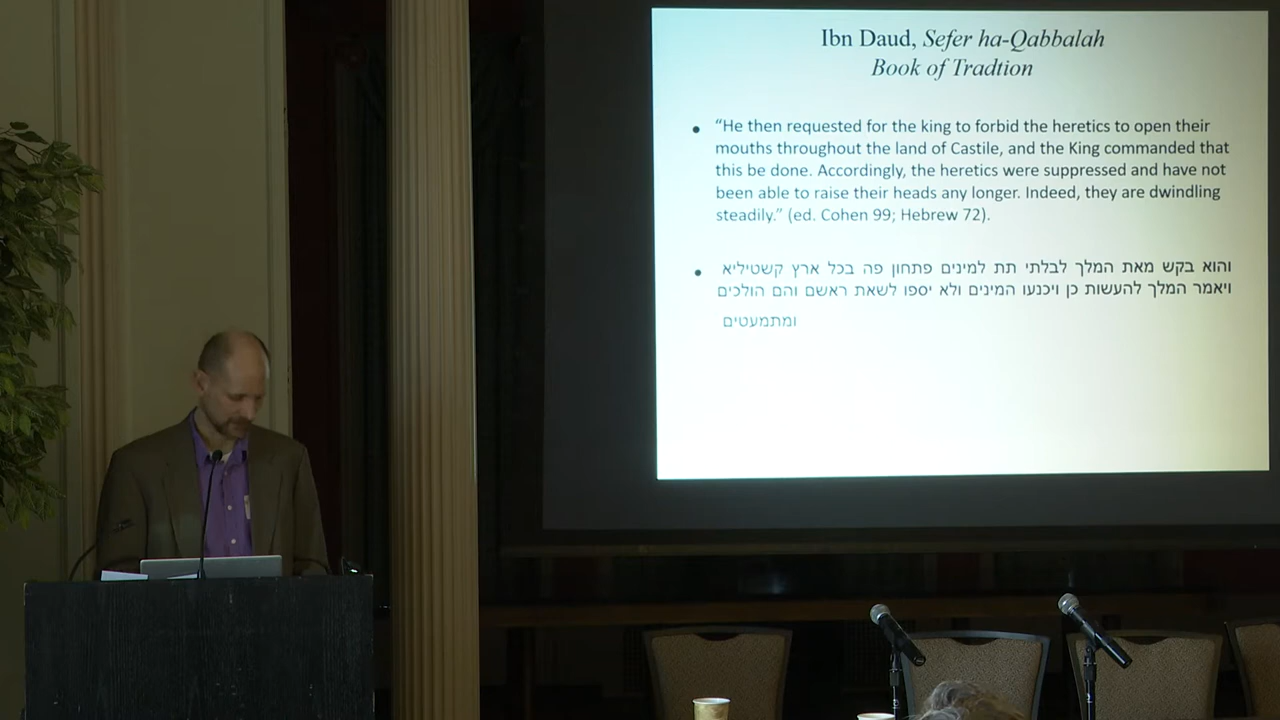 Ibn Daud, Sefer ha-Qabbalah
Book of Tradtion
• “He then requested for the king to forbid the heretics to open their
mouths throughout the land of Castile, and the King commanded that
this be done. Accordingly, the heretics were suppressed and have not
been able to raise their heads any longer. Indeed, they are dwindling
steadily.” (ed. Cohen 99; Hebrew 72).
• והוא בקש מאת המלך לבלתי תת למינים פתחון פה בכל ארץ קשטיליא
ויאמר המלך להעשות כן ויכנעו המינים ולא יספו לשאת ראשם והם הולכים
ומתמעטים